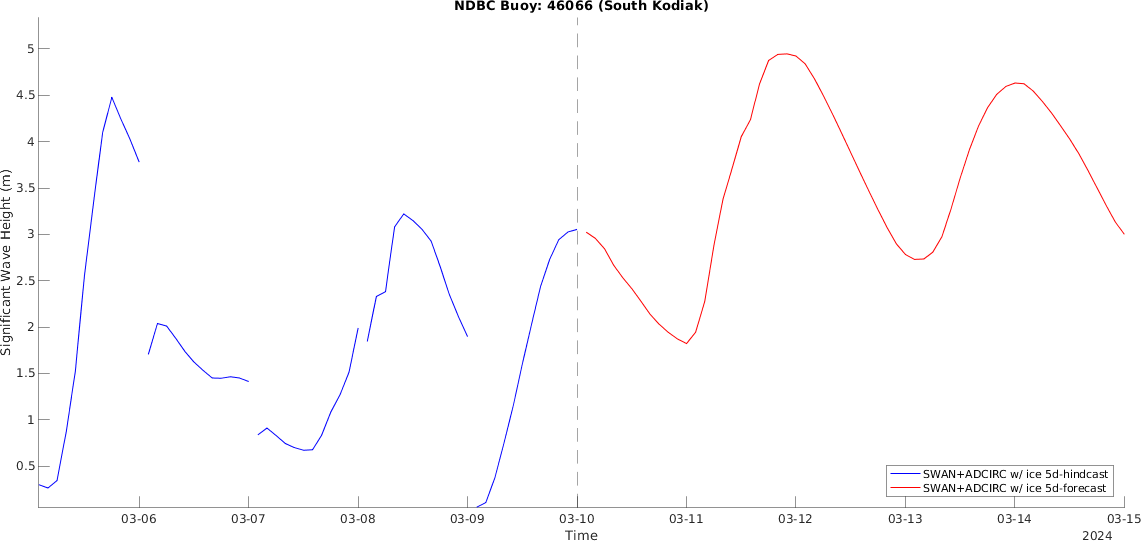 NDBC Buoy: 46066 (South Kodiak)
Significant Wave Height (m)
5
4.5
4
3.5
3
2.5
2
1.5
1
0.5
SWAN+ADCIRC w/ ice 5d-hindcast
SWAN+ADCIRC w/ ice 5d-forecast
03-06 03-07 03-08 03-09 03-10 03-11 03-12 03-13 03-14 03-15
Time
2024